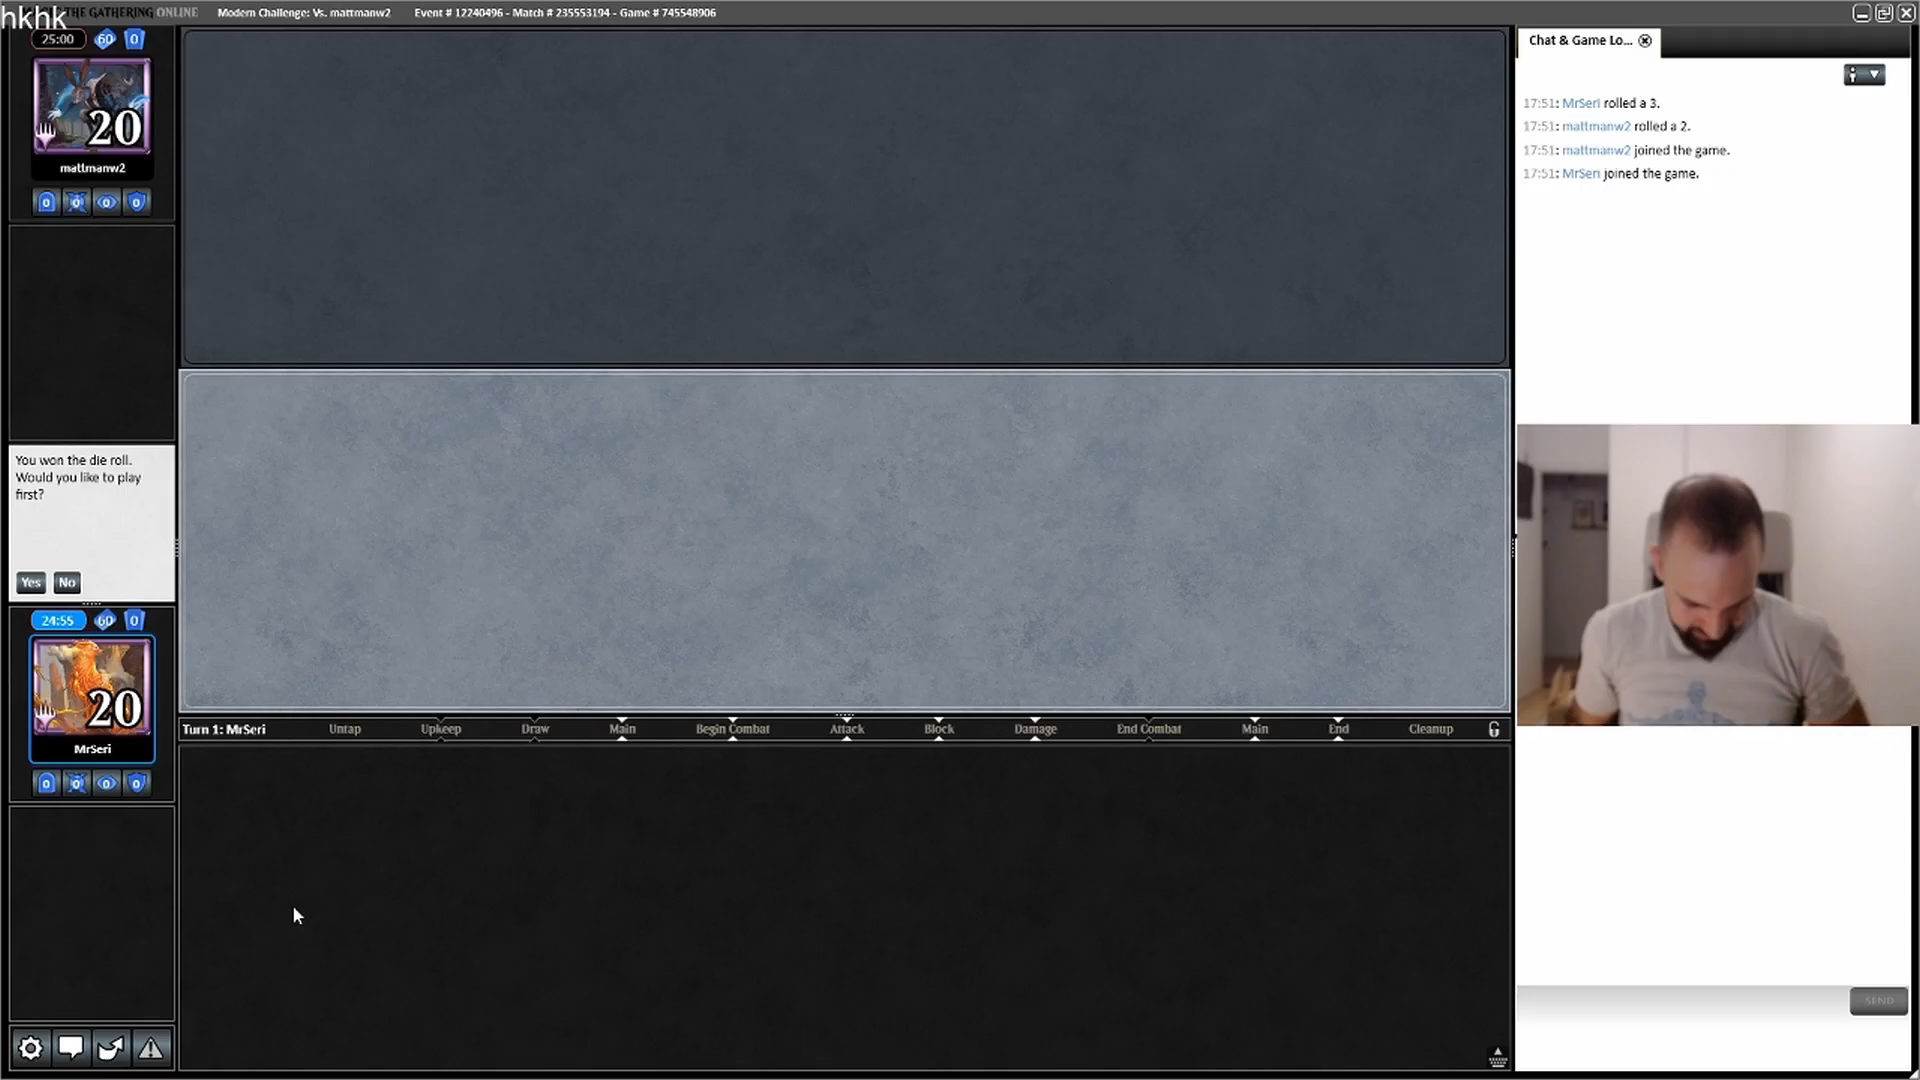 hkhk
THE GATHERING ONLINE
Modern Challenge: Vs. mattmanw2
Event # 12240496 - Match # 235553194 - Game # 745548906
25:00
60
0
20
mattmanw2
0
0
0
0
You won the die roll.
Would you like to play
first?
Yes
No
24:55
60
0
20
MrSeri
0
0
0
0
Turn 1: MrSeri
Untap
Upkeep
Draw
Main
Begin Combat
Attack
Block
Damage
End Combat
Main
End
Cleanup
Chat & Game Lo...
17:51: MrSeri rolled a 3.
17:51: mattmanw2 rolled a 2.
17:51: mattmanw2 joined the game.
17:51: MrSeri joined the game.
SEND